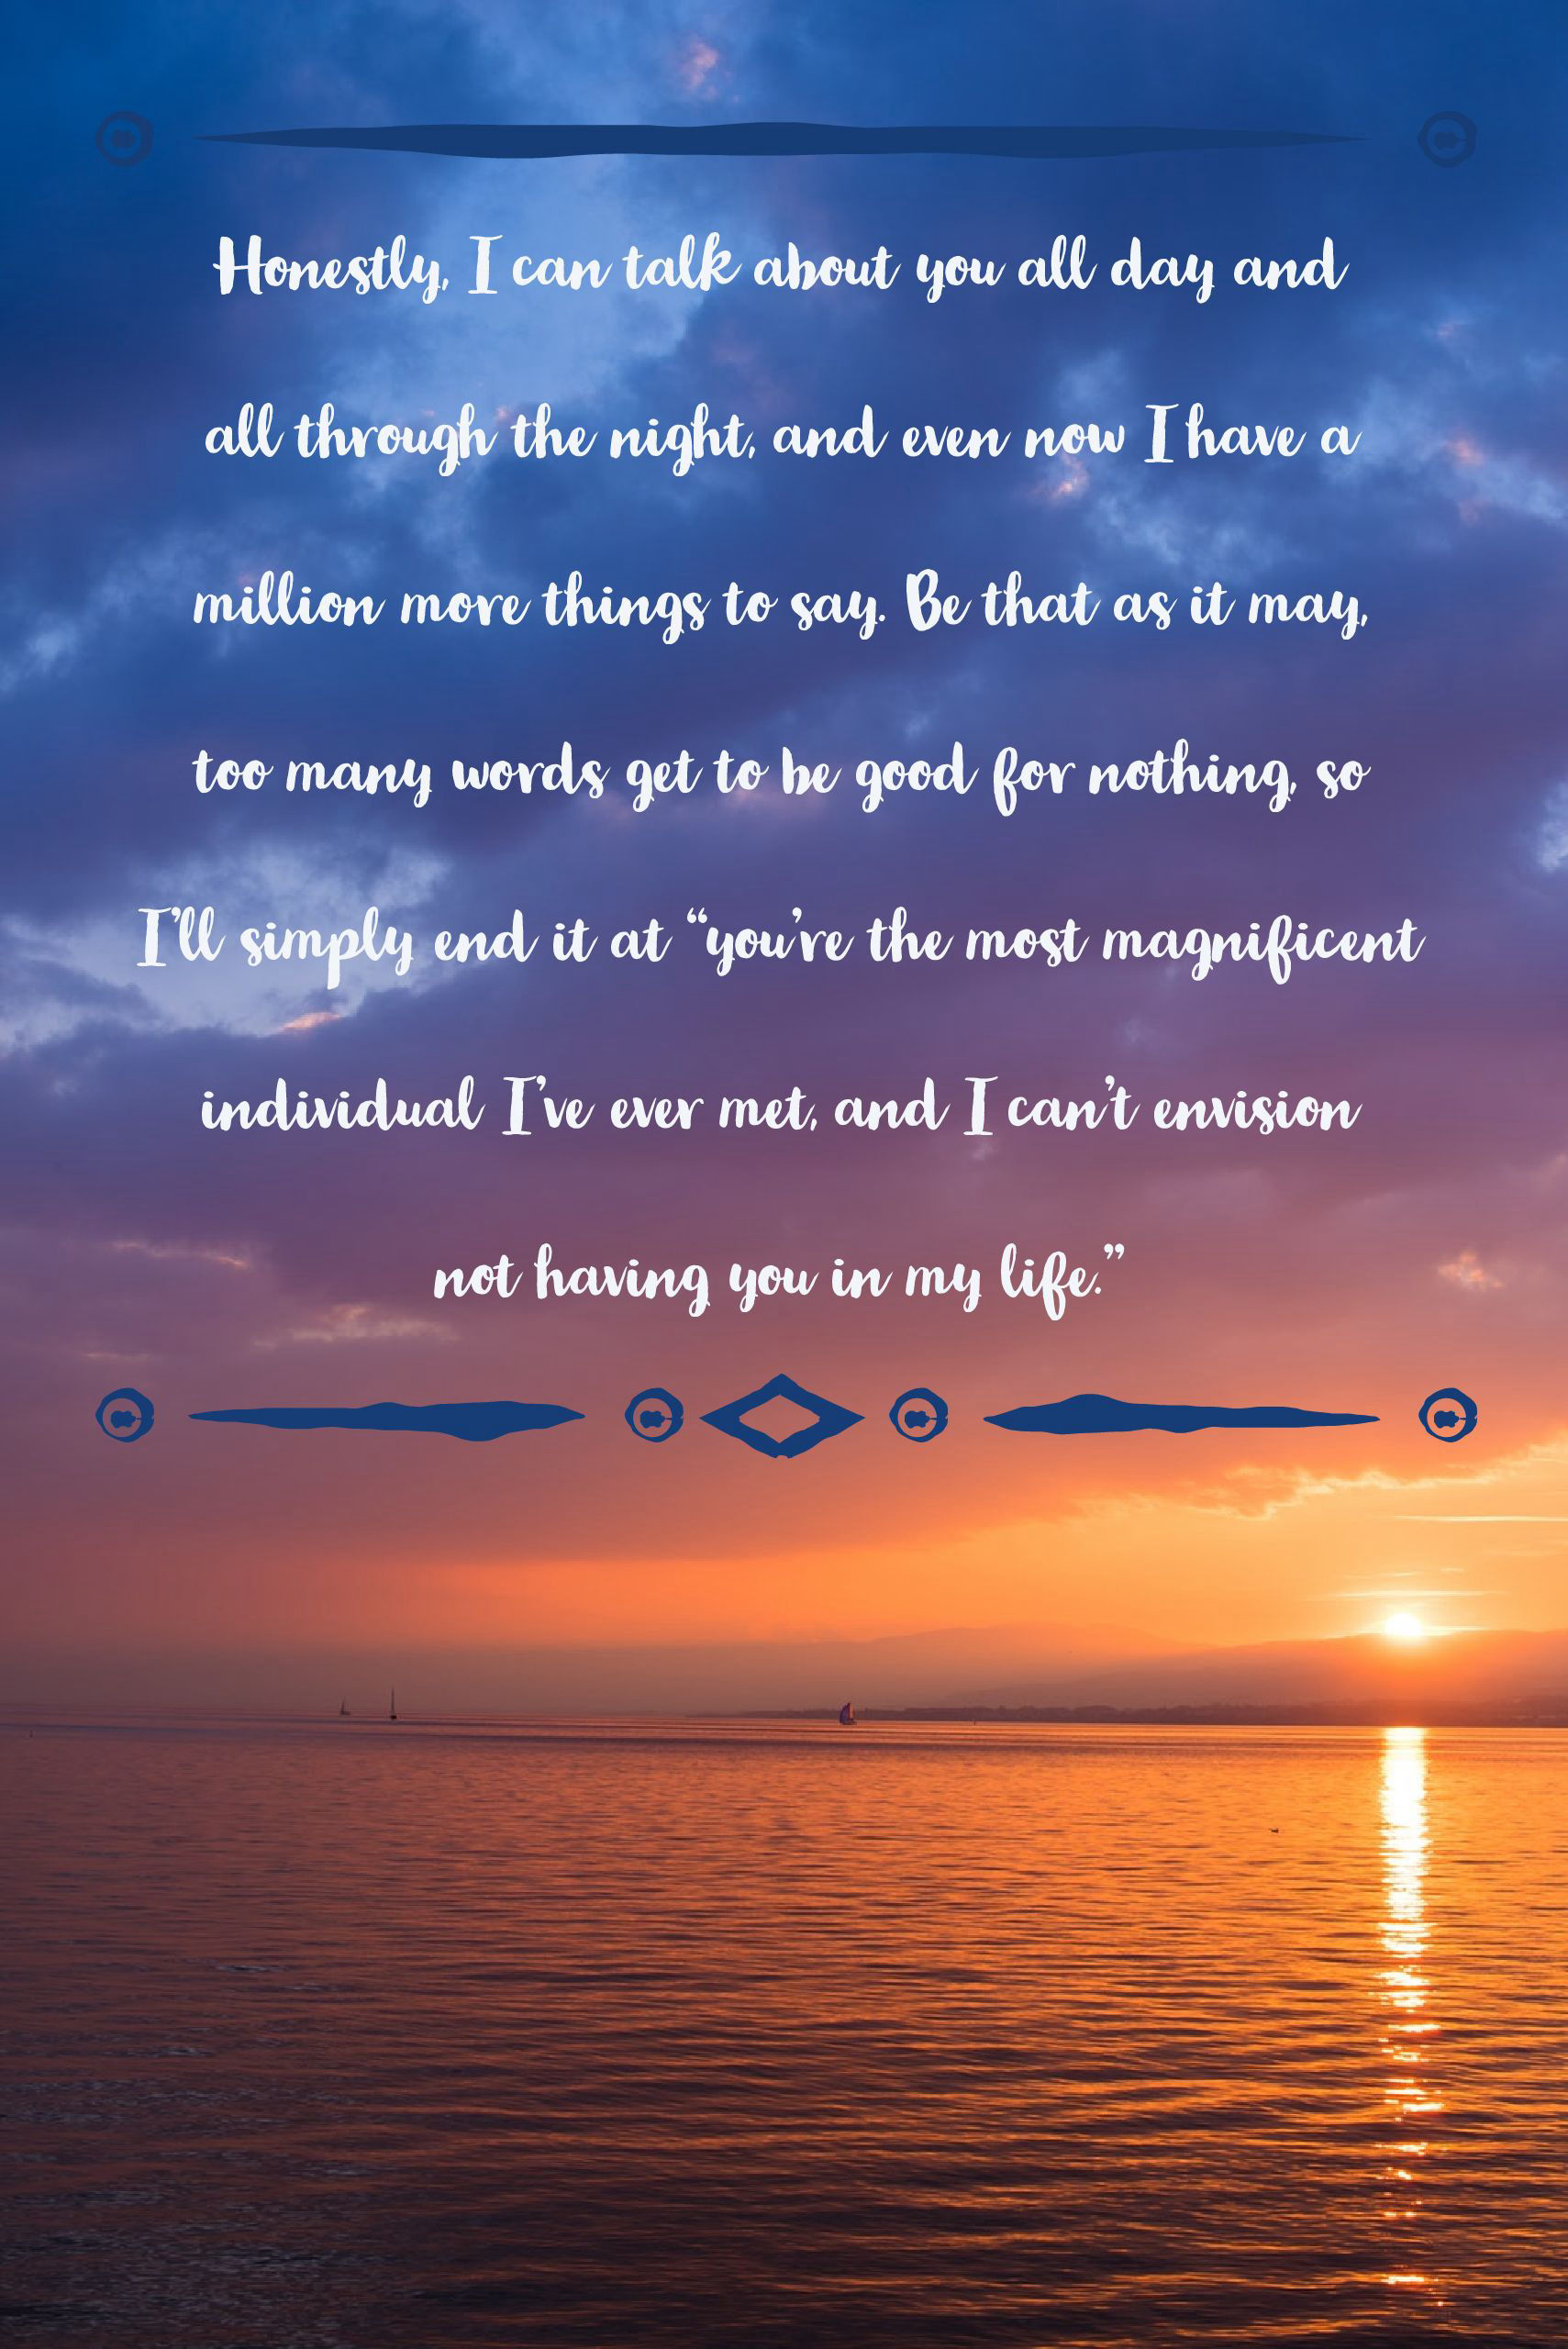 Honestly, I can talk about you all day and
all through the night, and even now I have a
million more things to say. Be that as it may,
too many words get to be good for nothing, so
I'll simply end it at “you're the most magnificent
individual I've ever met, and I can't envision
not having you in my life.”